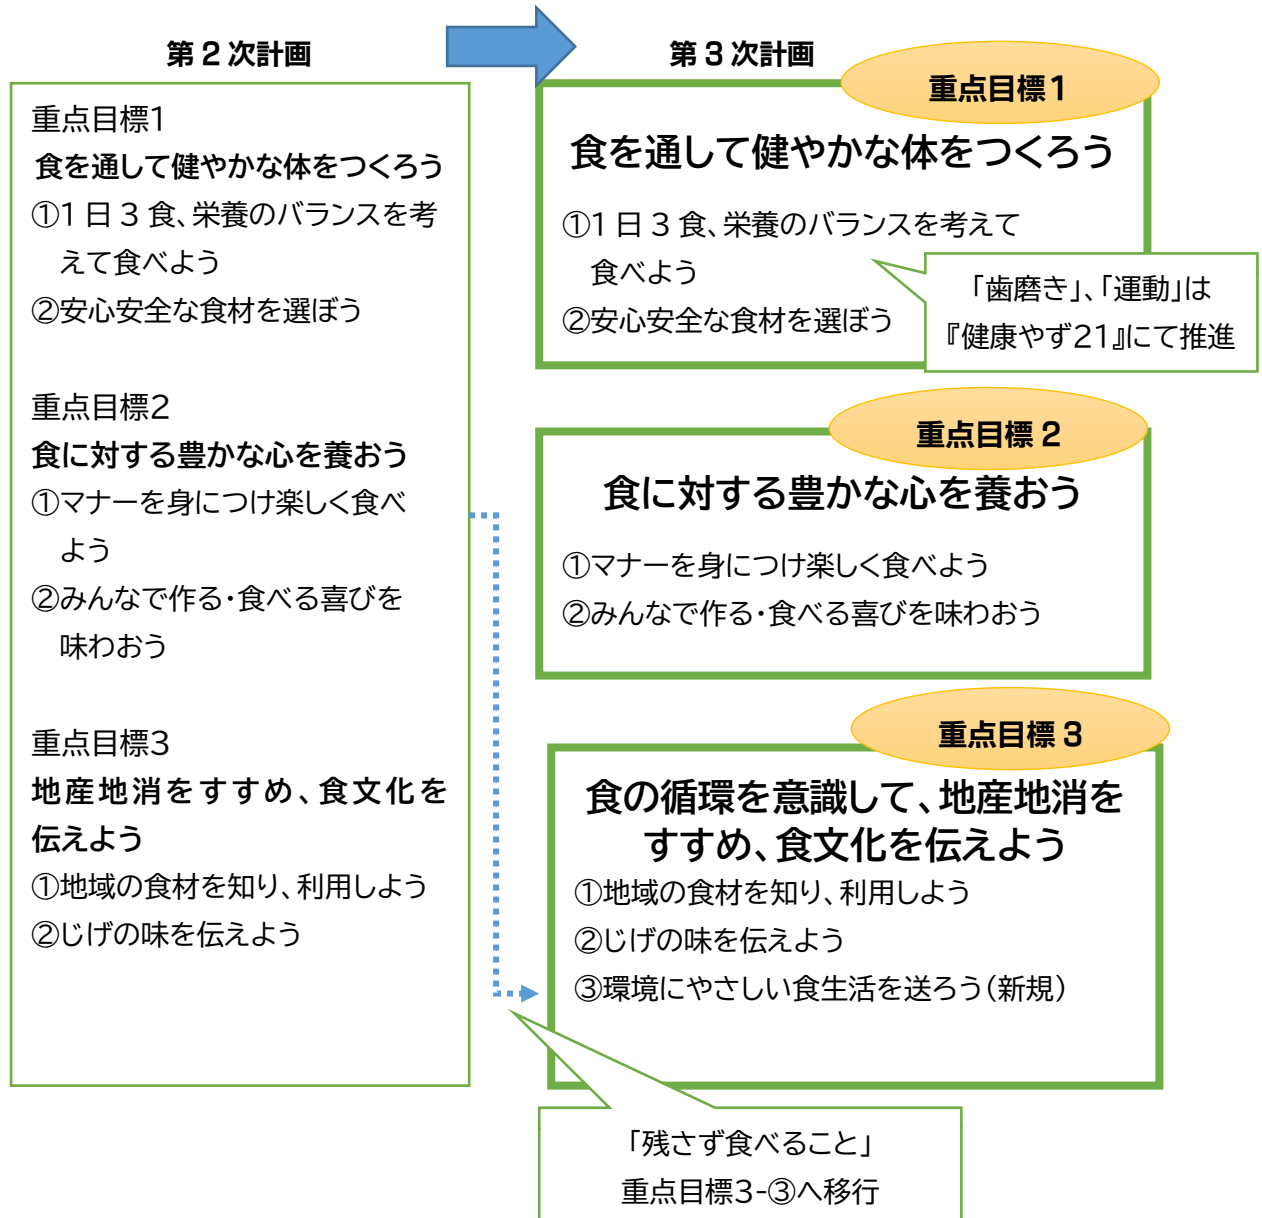 第2次計画
重点目標1
食を通して健やかな体をつくろう
①1日3食、栄養のバランスを考
えて食べよう
②安心安全な食材を選ぼう
重点目標2
食に対する豊かな心を養おう
①マナーを身につけ楽しく食べ
よう
②みんなで作る・食べる喜びを
味わおう
重点目標3
地産地消をすすめ、食文化を
伝えよう
①地域の食材を知り、利用しよう
②じげの味を伝えよう
第3次計画
重点目標1
食を通して健やかな体をつくろう
①1日3食、栄養のバランスを考えて
食べよう
②安心安全な食材を選ぼう
「歯磨き」、「運動」は
『健康やず21』にて推進
重点目標2
食に対する豊かな心を養おう
①マナーを身につけ楽しく食べよう
②みんなで作る・食べる喜びを味わおう
重点目標3
食の循環を意識して、地産地消を
すすめ、食文化を伝えよう
①地域の食材を知り、利用しよう
②じげの味を伝えよう
③環境にやさしい食生活を送ろう（新規）
「残さず食べること」
重点目標3-③へ移行